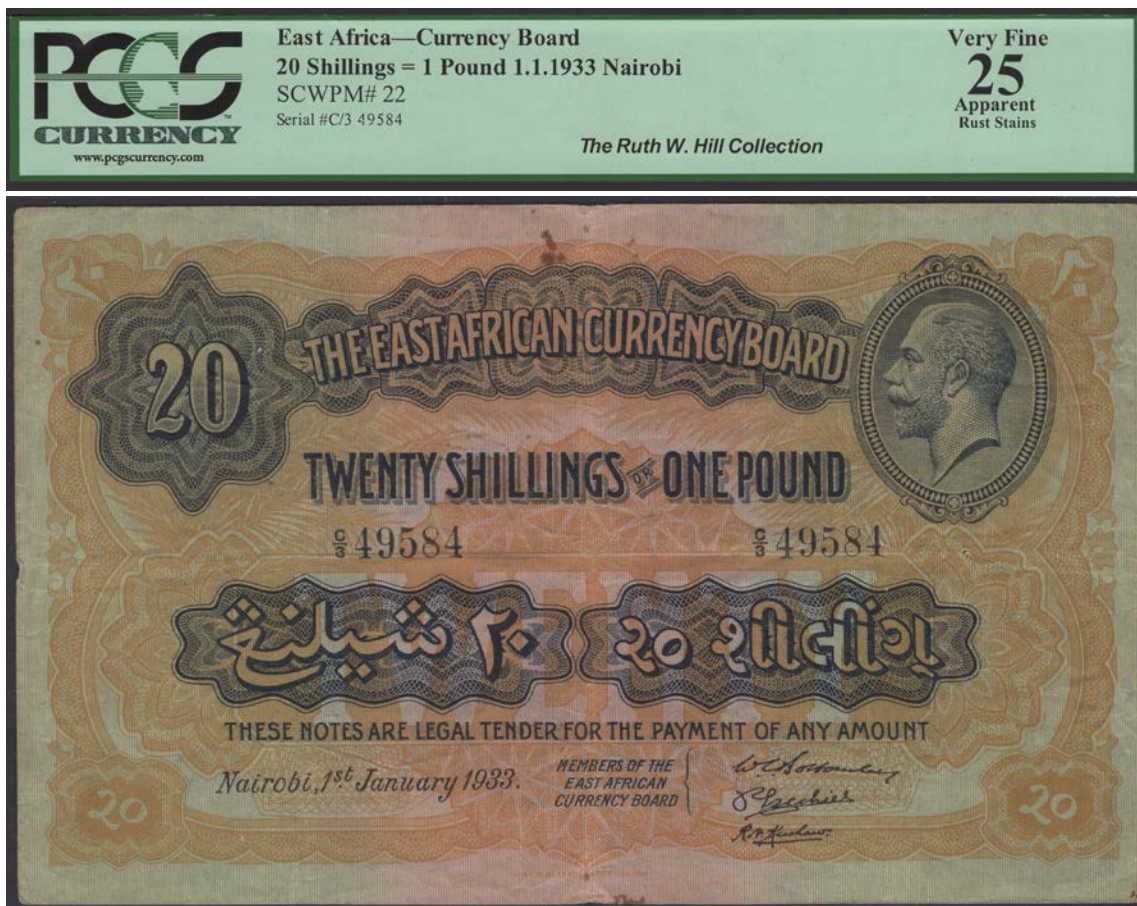 PCGS
CURRENCY
www.pcgscurrency.com
East Africa—Currency Board
20 Shillings = 1 Pound 1.1.1933 Nairobi
SCWPM# 22
Serial #C/3 49584
The Ruth W. Hill Collection
Very Fine
25
Apparent
Rust Stains
20
THE EAST AFRICAN CURRENCY BOARD
TWENTY SHILLINGS OR ONE POUND
C/3 49584 C/3 49584
٢٠ شيلنڠ
૨૦ શીલીંગ
THESE NOTES ARE LEGAL TENDER FOR THE PAYMENT OF ANY AMOUNT
Nairobi, 1st January 1933.
MEMBERS OF THE
EAST AFRICAN
CURRENCY BOARD
20
20